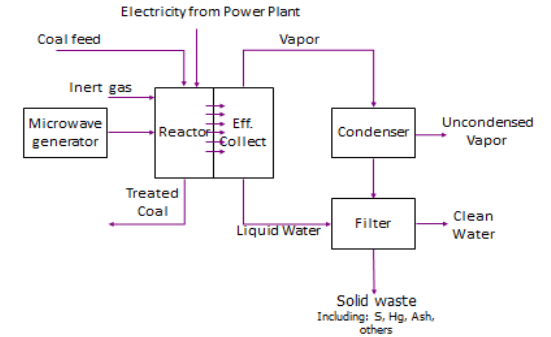 Electricity from Power Plant
Coal feed
Vapor
Inert gas
Microwave
generator
Reactor
Eff.
Collect
Condenser
Uncondensed
Vapor
Treated
Coal
Liquid Water
Filter
Clean
Water
Solid waste
Including: S, Hg, Ash,
others